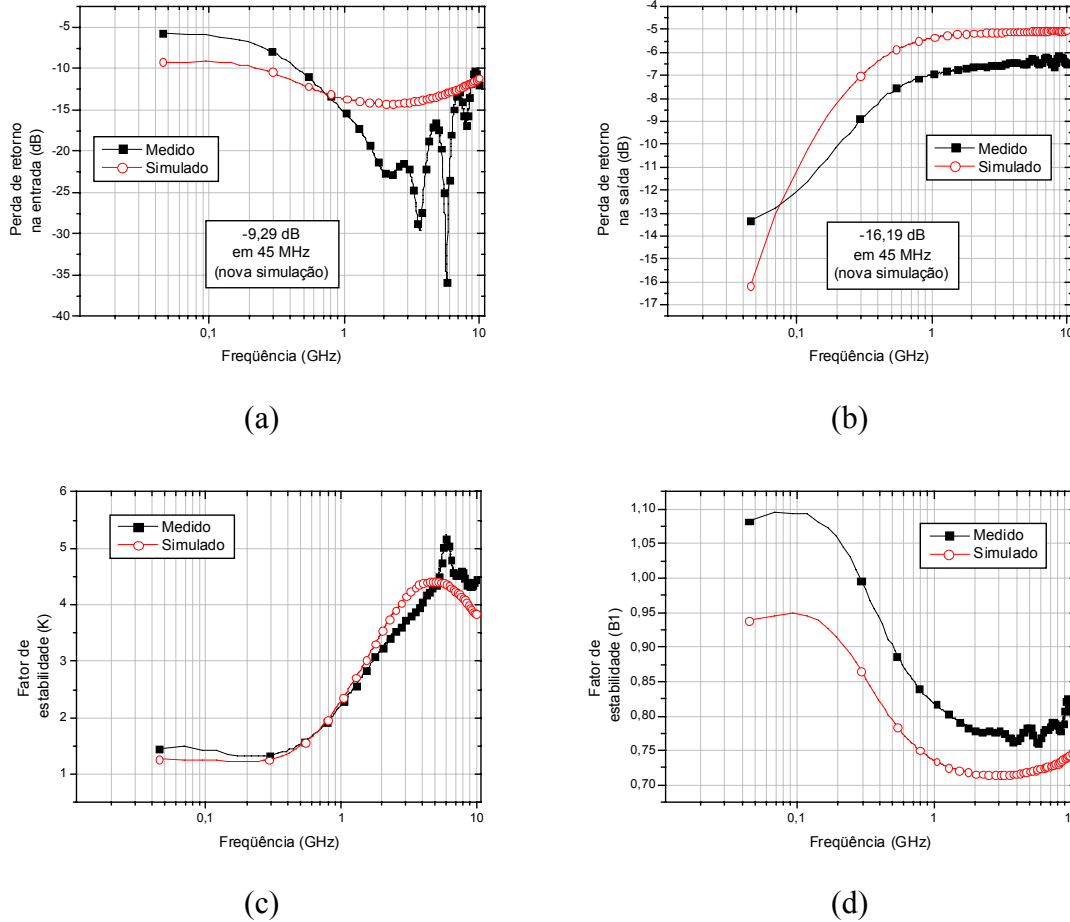 -5
-10
-15
-20
-25
-30
-35
-40
Perda de retorno
na entrada (dB)
Medido
Simulado
-9,29 dB
em 45 MHz
(nova simulação)
0,1
1
10
Freqüência (GHz)
(a)
-4
-5
-6
-7
-8
-9
-10
-11
-12
-13
-14
-15
-16
-17
Perda de retorno
na saída (dB)
Medido
Simulado
-16,19 dB
em 45 MHz
(nova simulação)
0,1
1
10
Freqüência (GHz)
(b)
6
5
4
3
2
1
Fator de
estabilidade (K)
Medido
Simulado
0,1
1
10
Freqüência (GHz)
(c)
1,10
1,05
1,00
0,95
0,90
0,85
0,80
0,75
0,70
Fator de
estabilidade (B1)
Medido
Simulado
0,1
1
10
Freqüência (GHz)
(d)